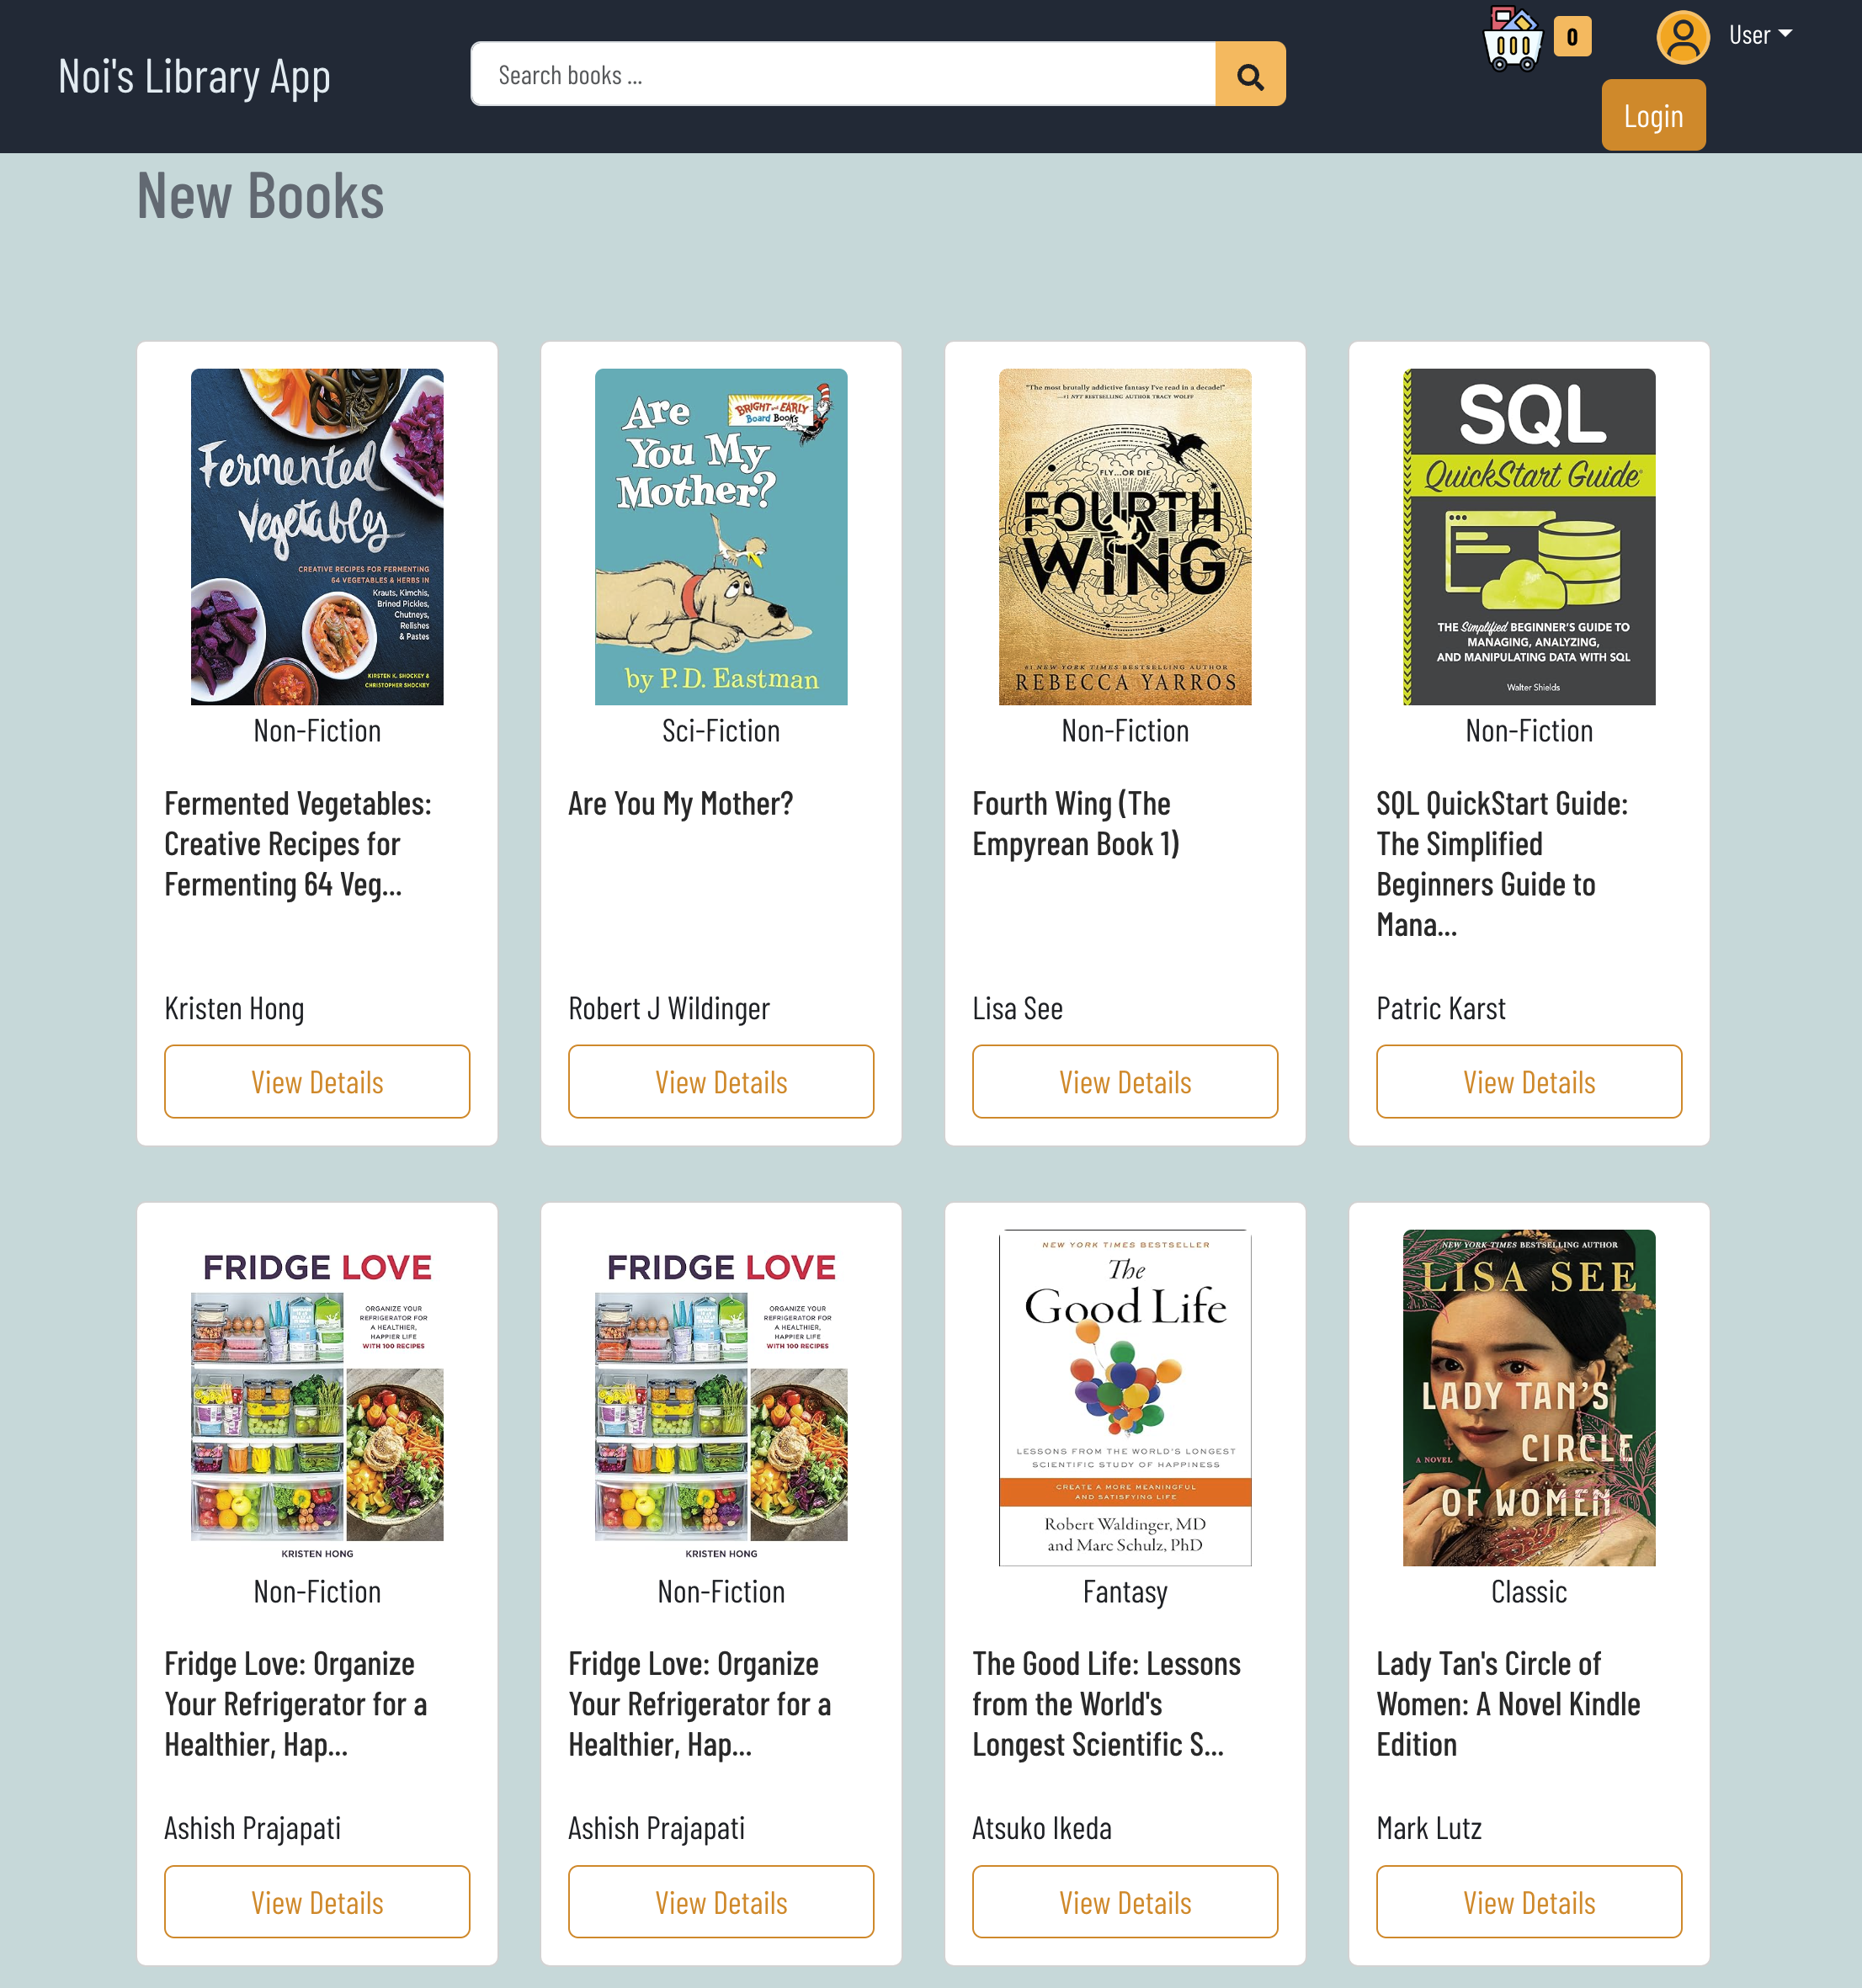 Noi's Library App
Search books ...
0
User
Login
New Books
Fermented
Vegetables
CREATIVE RECIPES FOR FERMENTING
64 VEGETABLES & HERBS IN
Krauts, Kimchis,
Brined Pickles,
Chutneys,
Relishes
& Pastes
KIRSTEN K. SHOCKEY &
CHRISTOPHER SHOCKEY
Non-Fiction
Fermented Vegetables:
Creative Recipes for
Fermenting 64 Veg...
Kristen Hong
View Details
BRIGHT and EARLY
Board Books
Are
You My
Mother?
by P.D. Eastman
Sci-Fiction
Are You My Mother?
Robert J Wildinger
View Details
"The most brutally addictive fantasy I've read in a decade!"
—#1 NYT BESTSELLING AUTHOR TRACY WOLFF
FLY...OR DIE
FOURTH
WING
#1 NEW YORK TIMES BESTSELLING AUTHOR
REBECCA YARROS
Non-Fiction
Fourth Wing (The
Empyrean Book 1)
Lisa See
View Details
SQL
QuickStart Guide®
THE Simplified BEGINNER'S GUIDE TO
MANAGING, ANALYZING,
AND MANIPULATING DATA WITH SQL
Walter Shields
Non-Fiction
SQL QuickStart Guide:
The Simplified
Beginners Guide to
Mana...
Patric Karst
View Details
FRIDGE LOVE
ORGANIZE YOUR
REFRIGERATOR FOR
A HEALTHIER,
HAPPIER LIFE
WITH 100 RECIPES
KRISTEN HONG
Non-Fiction
Fridge Love: Organize
Your Refrigerator for a
Healthier, Hap...
Ashish Prajapati
View Details
FRIDGE LOVE
ORGANIZE YOUR
REFRIGERATOR FOR
A HEALTHIER,
HAPPIER LIFE
WITH 100 RECIPES
KRISTEN HONG
Non-Fiction
Fridge Love: Organize
Your Refrigerator for a
Healthier, Hap...
Ashish Prajapati
View Details
NEW YORK TIMES BESTSELLER
The
Good Life
LESSONS FROM THE WORLD'S LONGEST
SCIENTIFIC STUDY OF HAPPINESS
CREATE A MORE MEANINGFUL
AND SATISFYING LIFE
Robert Waldinger, MD
and Marc Schulz, PhD
Fantasy
The Good Life: Lessons
from the World's
Longest Scientific S...
Atsuko Ikeda
View Details
NEW YORK TIMES BESTSELLING AUTHOR
LISA SEE
LADY TAN'S
CIRCLE
A NOVEL
OF WOMEN
Classic
Lady Tan's Circle of
Women: A Novel Kindle
Edition
Mark Lutz
View Details